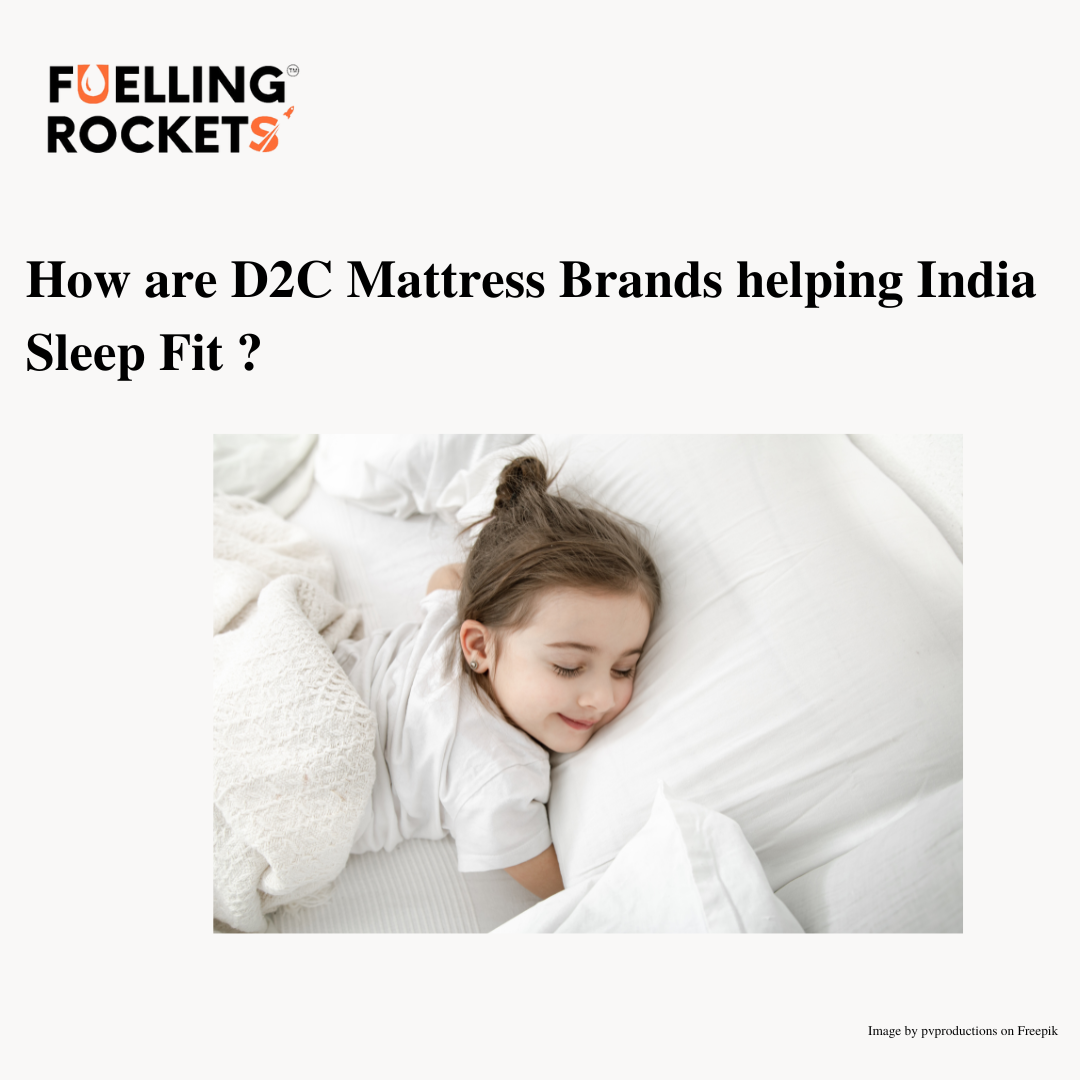 FUELLING™
ROCKETS
How are D2C Mattress Brands helping India
Sleep Fit ?
Image by pvproductions on Freepik